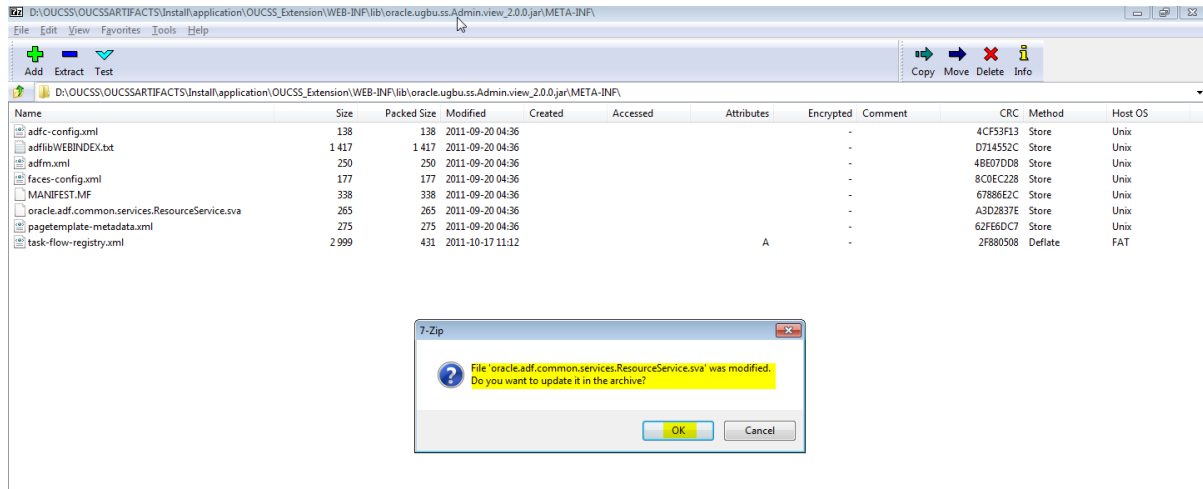 D:\OUCSS\OUCSSARTIFACTS\Install\application\OUCSS_Extension\WEB-INF\lib\oracle.ugbu.ss.Admin.view_2.0.0.jar\META-INF\
File Edit View Favorites Tools Help
Add Extract Test Copy Move Delete Info
D:\OUCSS\OUCSSARTIFACTS\Install\application\OUCSS_Extension\WEB-INF\lib\oracle.ugbu.ss.Admin.view_2.0.0.jar\META-INF\
Name Size Packed Size Modified Created Accessed Attributes Encrypted Comment CRC Method Host OS
adfc-config.xml 138 138 2011-09-20 04:36 - 4CF53F13 Store Unix
adflibWEBINDEX.txt 1 417 1 417 2011-09-20 04:36 - D714552C Store Unix
adfm.xml 250 250 2011-09-20 04:36 - 4BE07DD8 Store Unix
faces-config.xml 177 177 2011-09-20 04:36 - 8C0EC228 Store Unix
MANIFEST.MF 338 338 2011-09-20 04:36 - 67886E2C Store Unix
oracle.adf.common.services.ResourceService.sva 265 265 2011-09-20 04:36 - A3D2837E Store Unix
pagetemplate-metadata.xml 275 275 2011-09-20 04:36 - 62FE6DC7 Store Unix
task-flow-registry.xml 2 999 431 2011-10-17 11:12 A - 2F880508 Deflate FAT
7-Zip
File 'oracle.adf.common.services.ResourceService.sva' was modified.
Do you want to update it in the archive?
OK Cancel